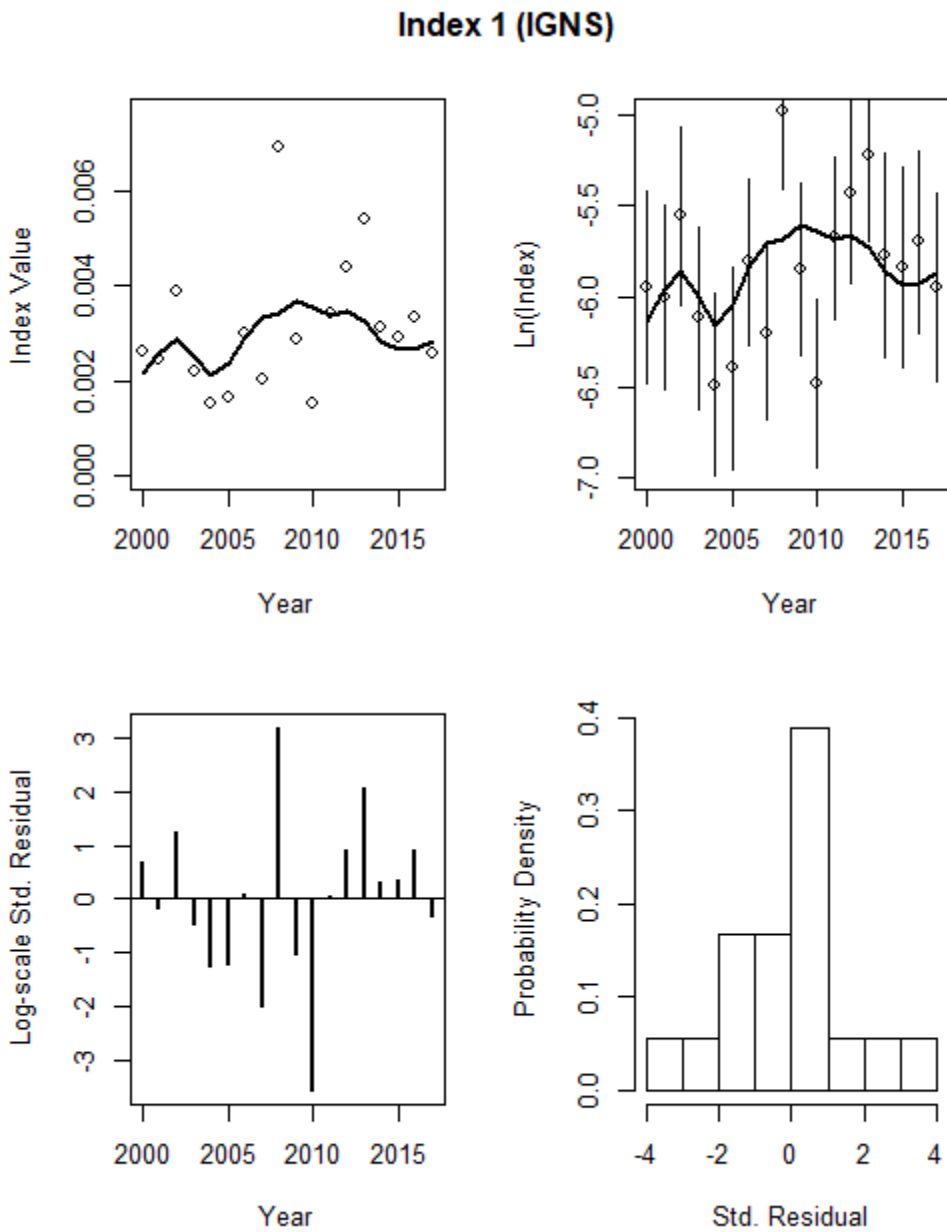 Index 1 (IGNS)
Index Value
0.006
0.004
0.002
0.000
2000 2005 2010 2015
Year
Ln(Index)
-5.0
-5.5
-6.0
-6.5
-7.0
2000 2005 2010 2015
Year
Log-scale Std. Residual
3
2
1
0
-1
-2
-3
2000 2005 2010 2015
Year
Probability Density
0.4
0.3
0.2
0.1
0.0
-4 -2 0 2 4
Std. Residual